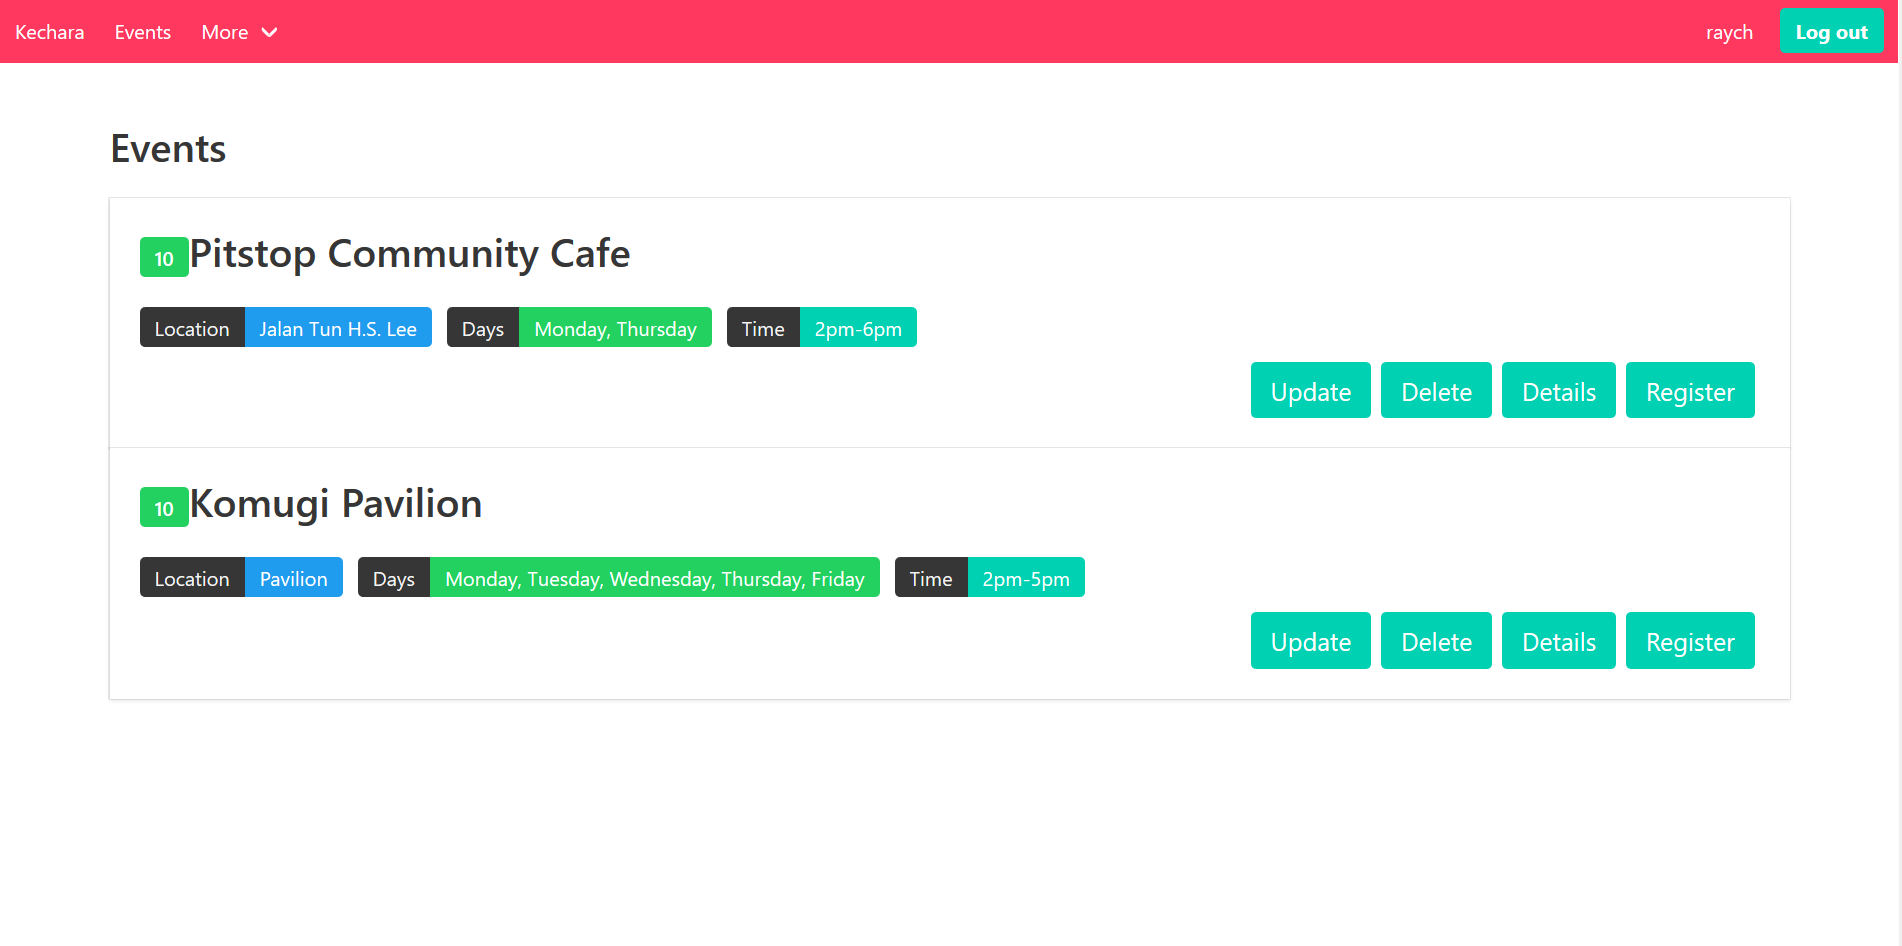 Kechara Events More raych Log out
Events
10 Pitstop Community Cafe
Location Jalan Tun H.S. Lee Days Monday, Thursday Time 2pm-6pm
Update Delete Details Register
10 Komugi Pavilion
Location Pavilion Days Monday, Tuesday, Wednesday, Thursday, Friday Time 2pm-5pm
Update Delete Details Register